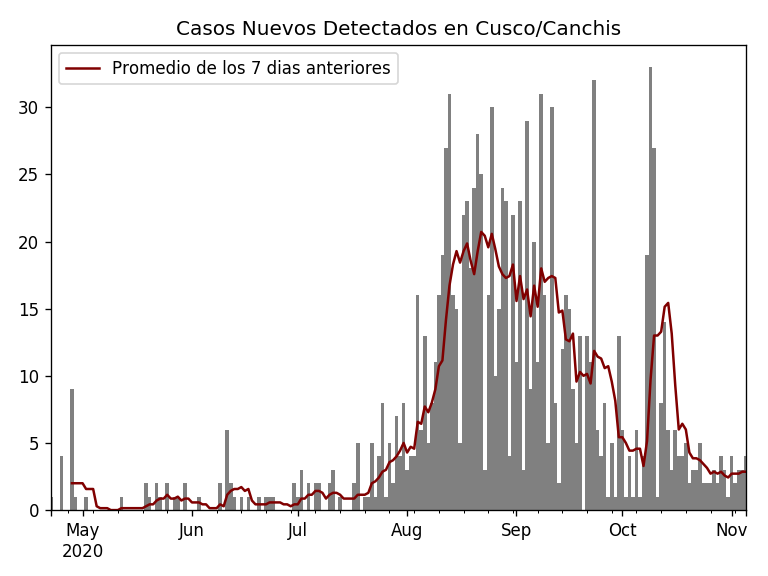 Casos Nuevos Detectados en Cusco/Canchis
Promedio de los 7 dias anteriores
30
25
20
15
10
5
0
May Jun Jul Aug Sep Oct Nov
2020